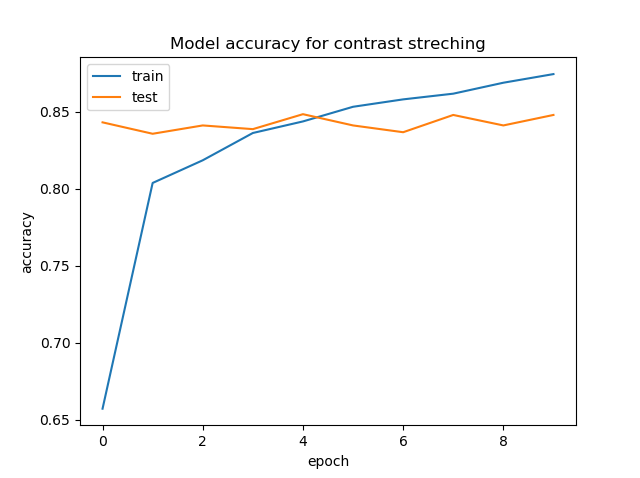 Model accuracy for contrast streching
train
test
0.85
0.80
0.75
0.70
0.65
accuracy
0 2 4 6 8
epoch